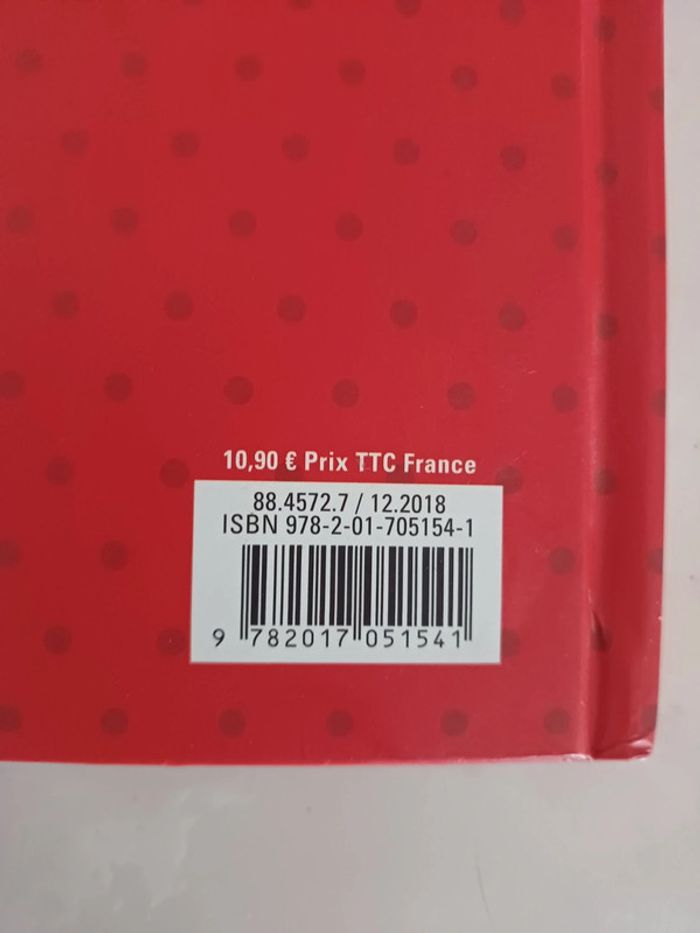 10,90 € Prix TTC France
88.4572.7 / 12.2018
ISBN 978-2-01-705154-1
9 782017 051541